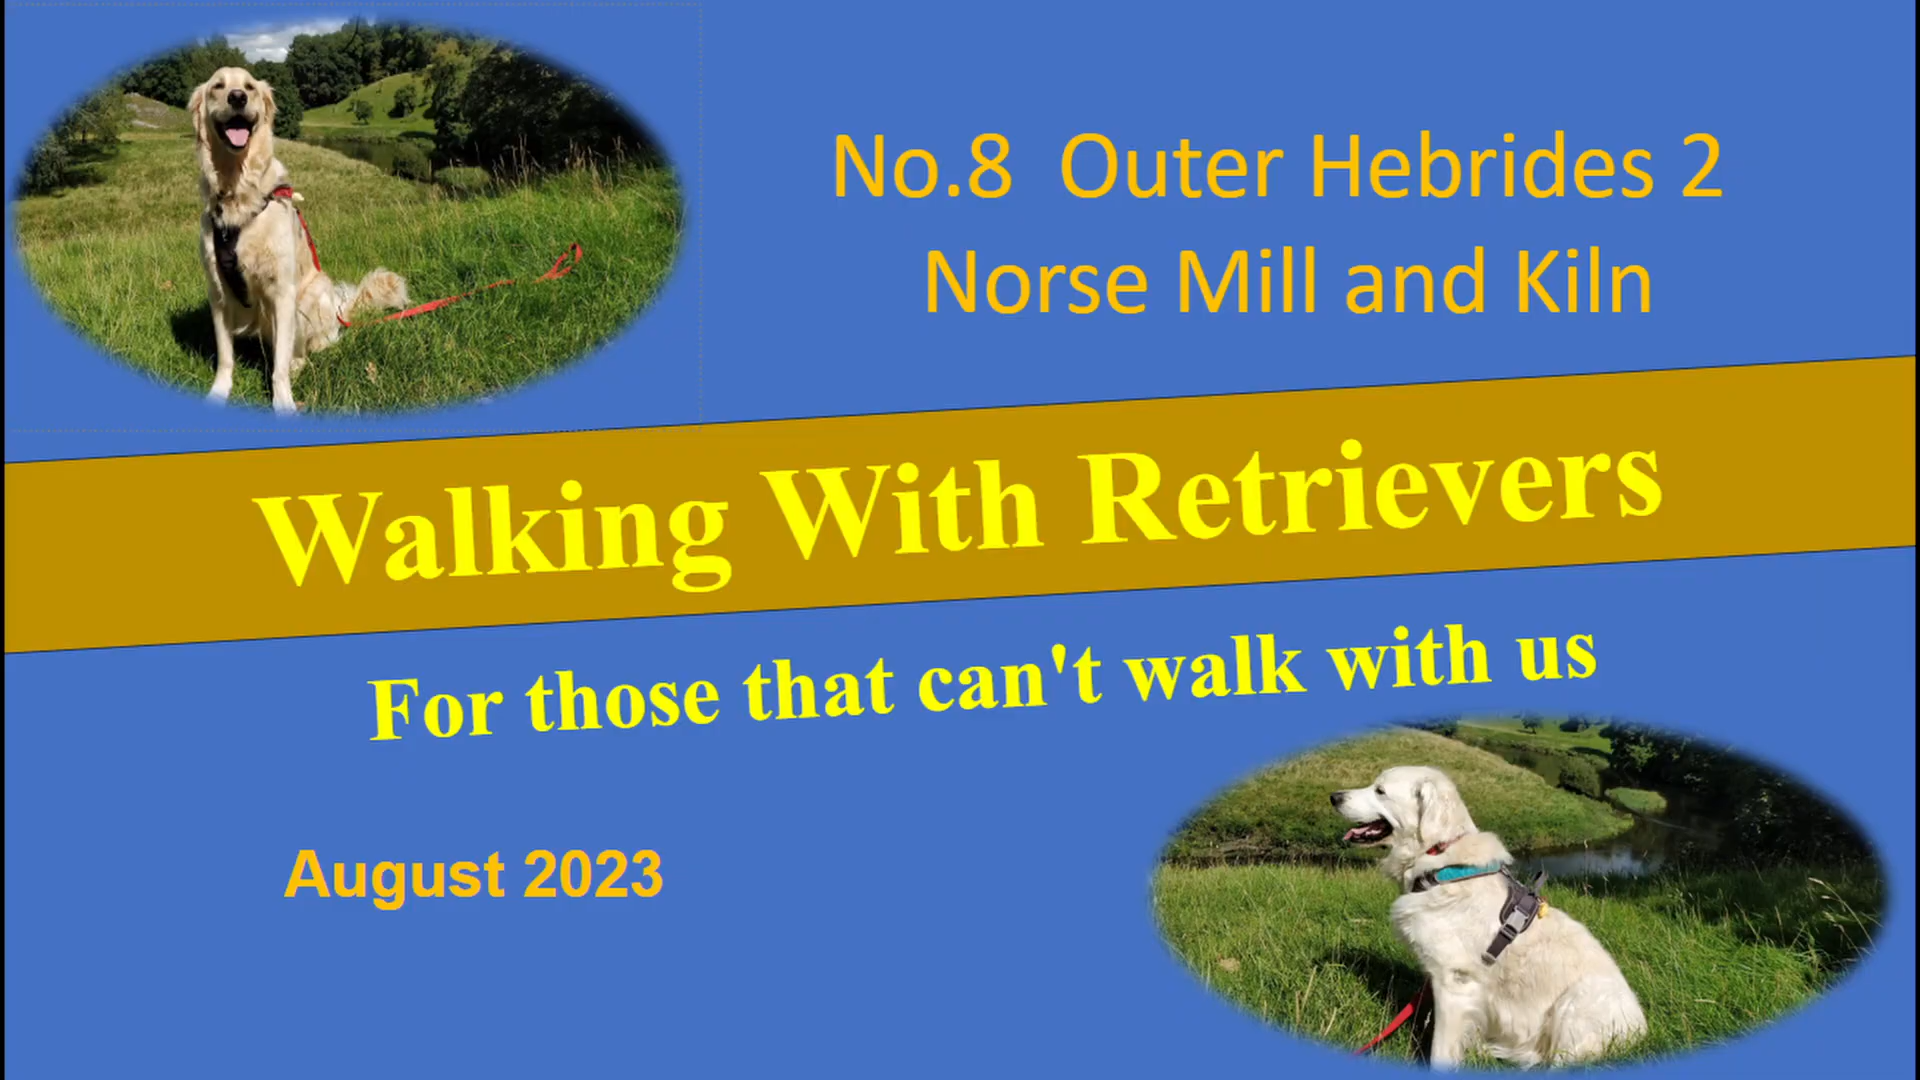 No.8  Outer Hebrides 2
Norse Mill and Kiln
Walking With Retrievers
For those that can't walk with us
August 2023